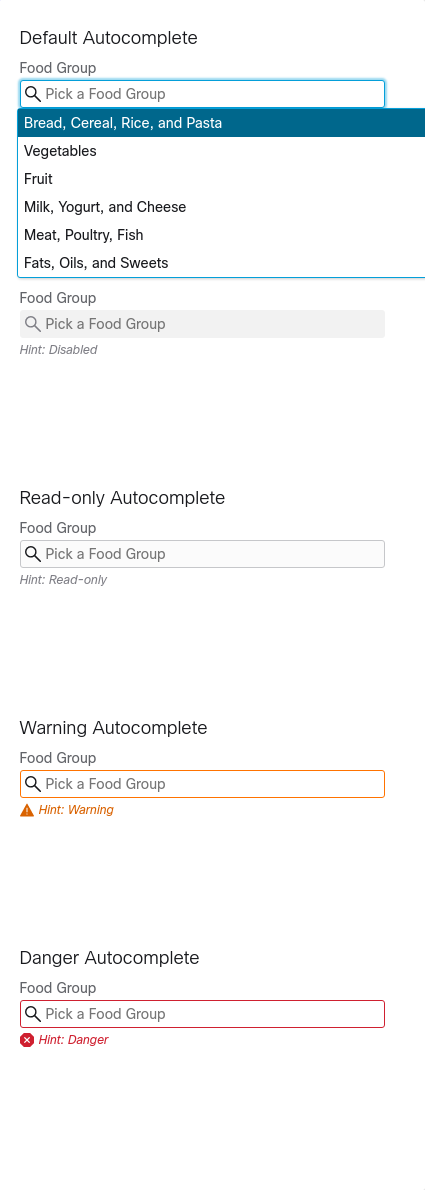 Default Autocomplete
Food Group
Pick a Food Group
Bread, Cereal, Rice, and Pasta
Vegetables
Fruit
Milk, Yogurt, and Cheese
Meat, Poultry, Fish
Fats, Oils, and Sweets
Food Group
Pick a Food Group
Hint: Disabled
Read-only Autocomplete
Food Group
Pick a Food Group
Hint: Read-only
Warning Autocomplete
Food Group
Pick a Food Group
Hint: Warning
Danger Autocomplete
Food Group
Pick a Food Group
Hint: Danger